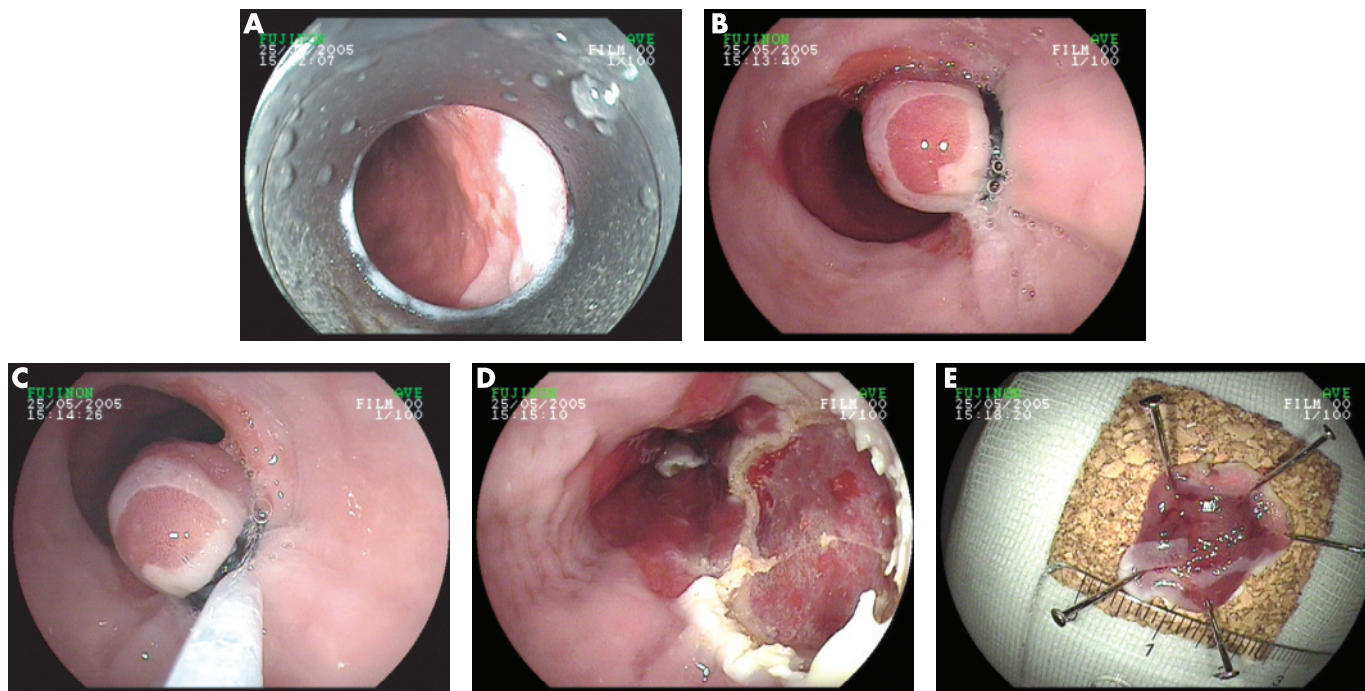 A
FUJINON AVE
25/05/2005 FILM 00
1/100
B
FUJINON AVE
25/05/2005 FILM 00
15:13:40 1/100
C
FUJINON AVE
25/05/2005 FILM 00
15:14:26 1/100
D
FUJINON AVE
25/05/2005 FILM 00
15:15:10 1/100
E
FUJINON AVE
25/05/2005 FILM 00
15:18:20 1/100